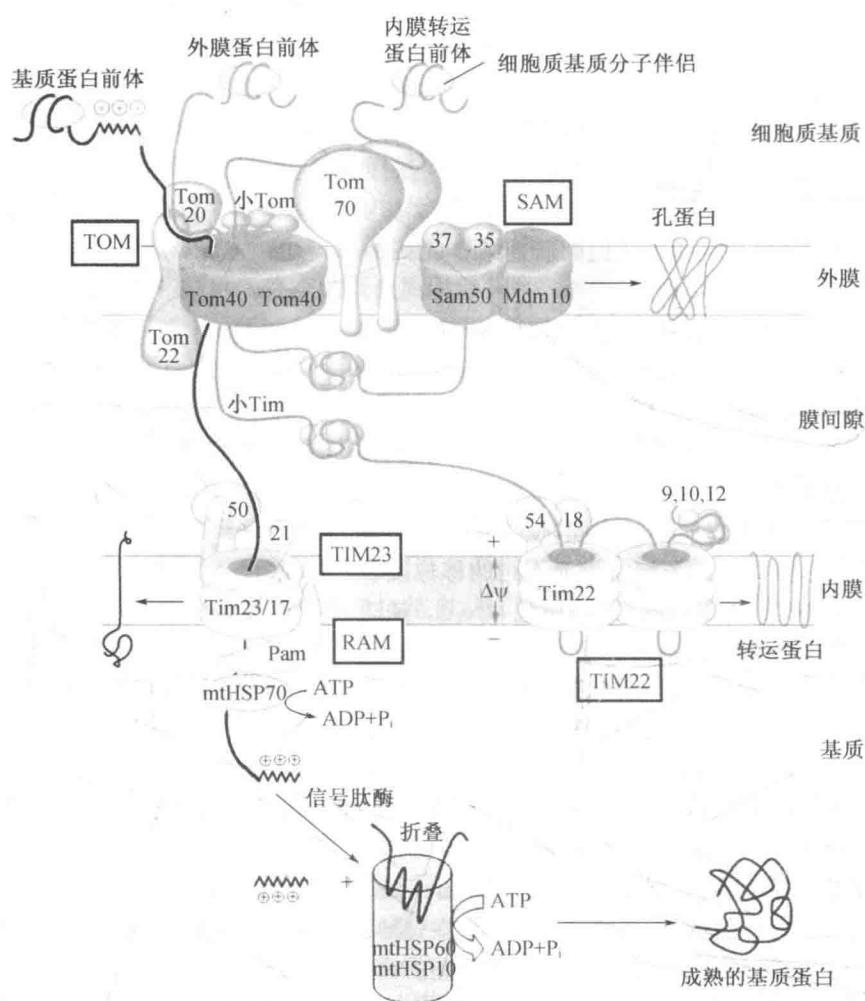 外膜蛋白前体
内膜转运
蛋白前体
基质蛋白前体
细胞质基质分子伴侣
细胞质基质
Tom
20
小Tom
Tom
70
SAM
孔蛋白
TOM
37
35
外膜
Tom40
Tom40
Sam50
Mdm10
Tom
22
小Tim
膜间隙
50
21
TIM23
54
18
9,10,12
+
Δψ
−
Tim23/17
Tim22
内膜
RAM
Pam
转运蛋白
TIM22
mtHSP70
ATP
ADP+Pi
基质
+++
信号肽酶
折叠
+
+++
ATP
ADP+Pi
mtHSP60
mtHSP10
成熟的基质蛋白